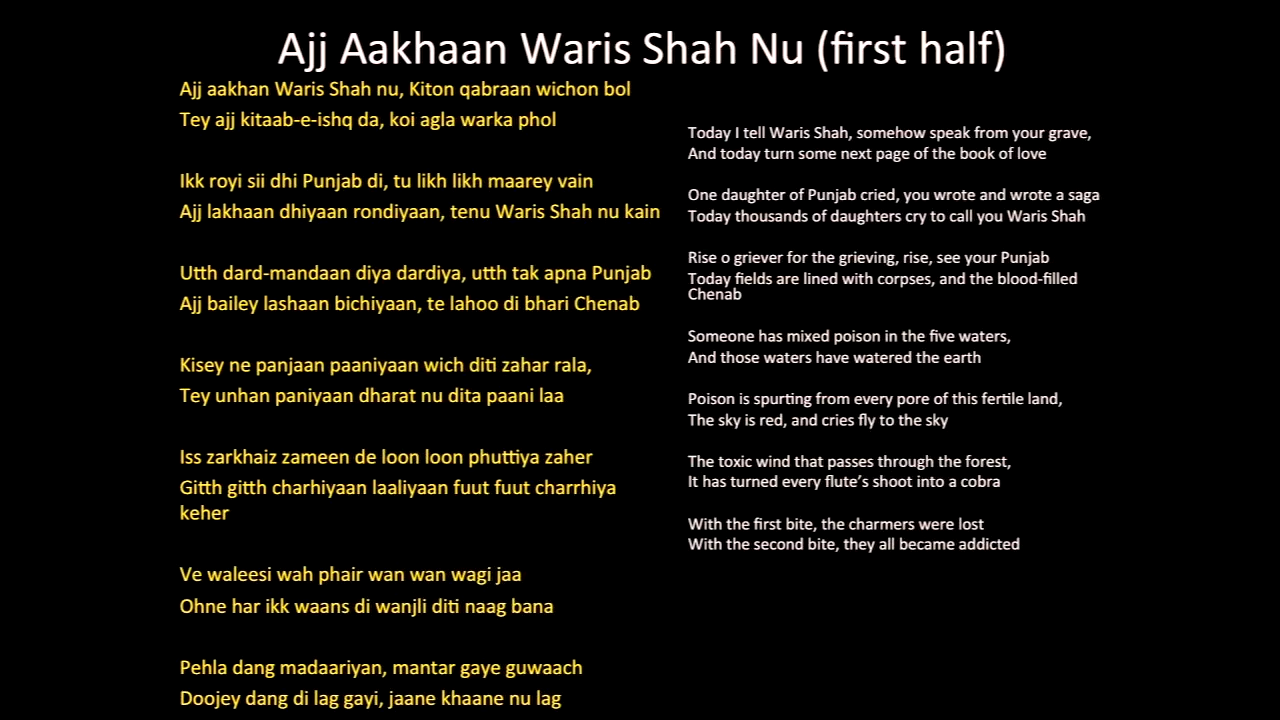 Ajj Aakhaan Waris Shah Nu (first half)
Ajj aakhan Waris Shah nu, Kiton qabraan wichon bol
Tey ajj kitaab-e-ishq da, koi agla warka phol
Ikk royi sii dhi Punjab di, tu likh likh maarey vain
Ajj lakhaan dhiyaan rondiyaan, tenu Waris Shah nu kain
Utth dard-mandaan diya dardiya, utth tak apna Punjab
Ajj bailey lashaan bichiyaan, te lahoo di bhari Chenab
Kisey ne panjaan paaniyaan wich diti zahar rala,
Tey unhan paniyaan dharat nu dita paani laa
Iss zarkhaiz zameen de loon loon phuttiya zaher
Gitth gitth charhiyaan laaliyaan fuut fuut charrhiya
keher
Ve waleesi wah phair wan wan wagi jaa
Ohne har ikk waans di wanjli diti naag bana
Pehla dang madaariyan, mantar gaye guwaach
Doojey dang di lag gayi, jaane khaane nu lag
Today I tell Waris Shah, somehow speak from your grave,
And today turn some next page of the book of love
One daughter of Punjab cried, you wrote and wrote a saga
Today thousands of daughters cry to call you Waris Shah
Rise o griever for the grieving, rise, see your Punjab
Today fields are lined with corpses, and the blood-filled
Chenab
Someone has mixed poison in the five waters,
And those waters have watered the earth
Poison is spurting from every pore of this fertile land,
The sky is red, and cries fly to the sky
The toxic wind that passes through the forest,
It has turned every flute's shoot into a cobra
With the first bite, the charmers were lost
With the second bite, they all became addicted